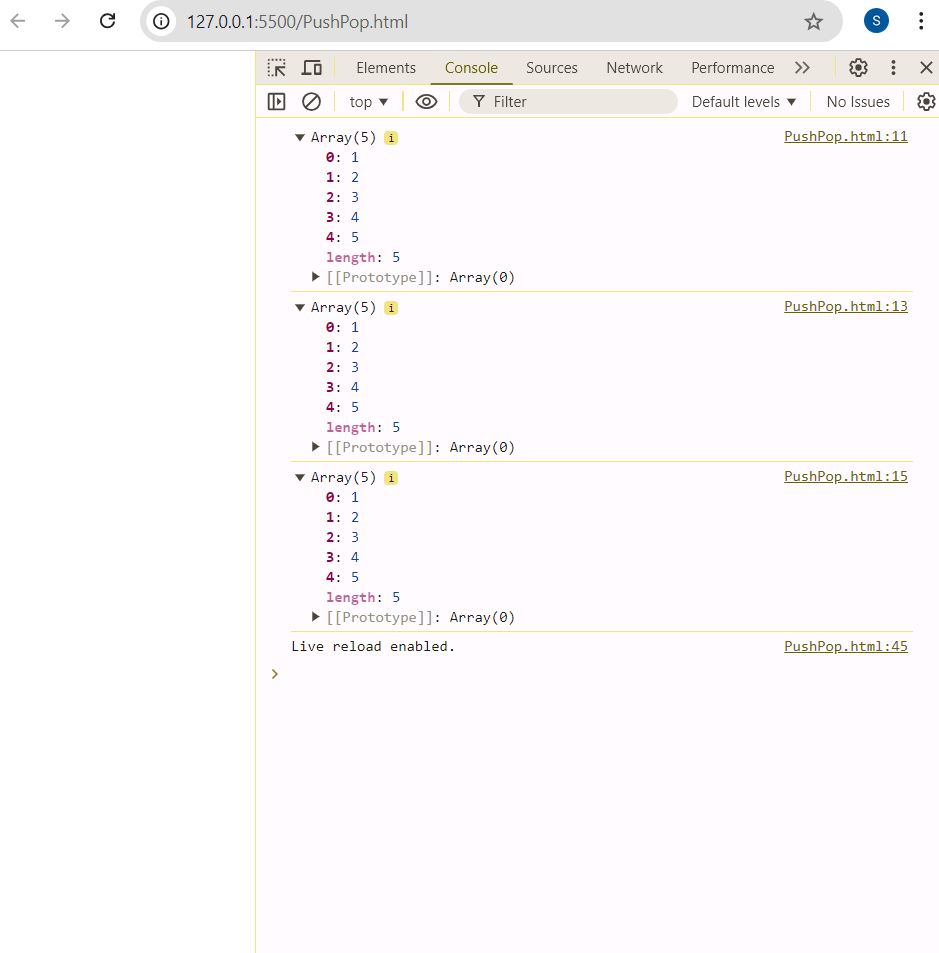 127.0.0.1:5500/PushPop.html
S
Elements Console Sources Network Performance
top Filter Default levels No Issues
Array(5) i PushPop.html:11
0: 1
1: 2
2: 3
3: 4
4: 5
length: 5
[[Prototype]]: Array(0)
Array(5) i PushPop.html:13
0: 1
1: 2
2: 3
3: 4
4: 5
length: 5
[[Prototype]]: Array(0)
Array(5) i PushPop.html:15
0: 1
1: 2
2: 3
3: 4
4: 5
length: 5
[[Prototype]]: Array(0)
Live reload enabled. PushPop.html:45